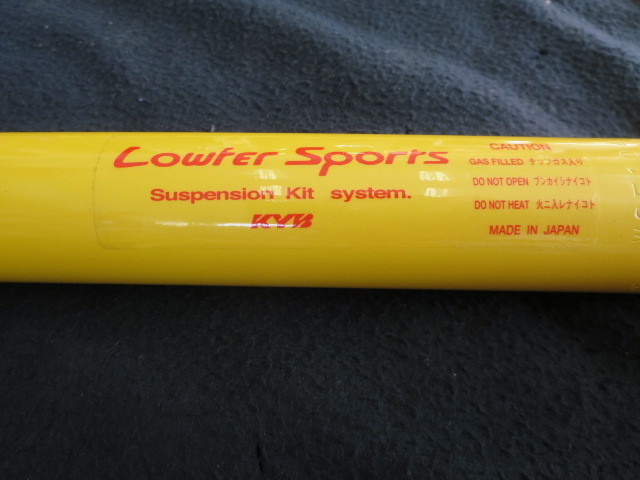 Lowfer Sports
Suspension Kit system.
KYB
CAUTION
GAS FILLED チッソガス入り
DO NOT OPEN ブンカイシナイコト
DO NOT HEAT 火ニ入レナイコト
MADE IN JAPAN